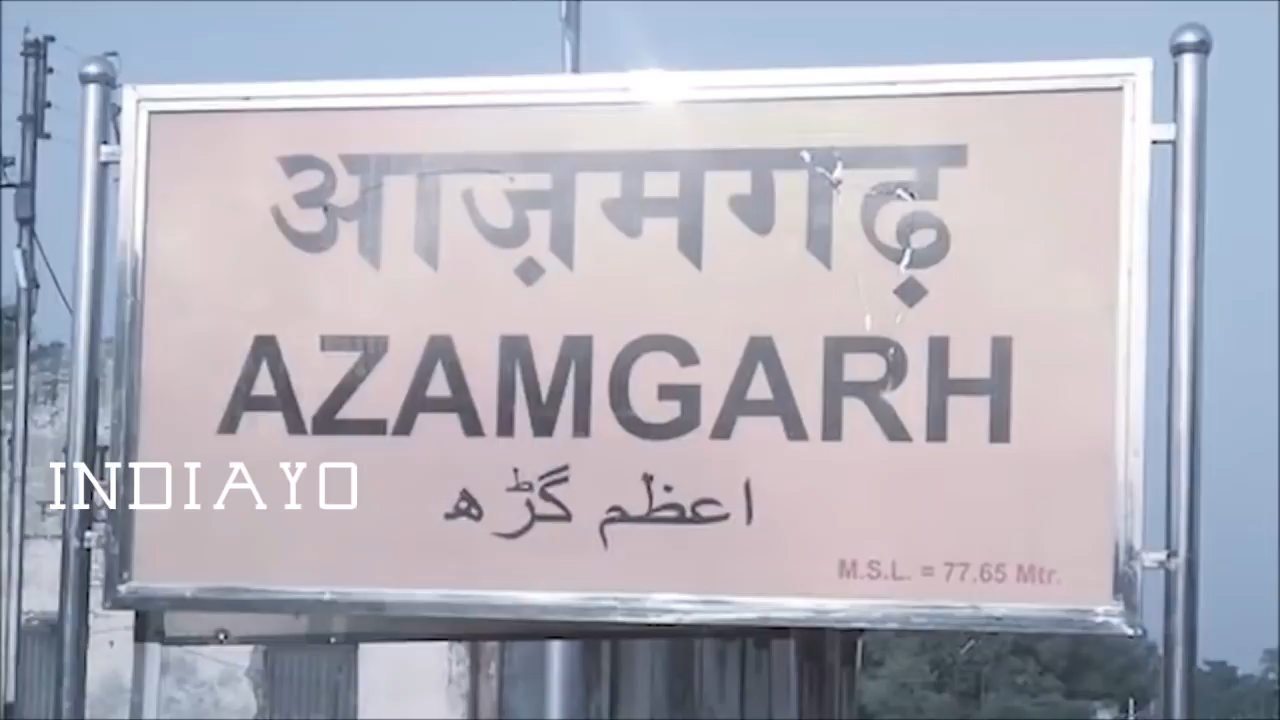 आज़मगढ़
AZAMGARH
اعظم گڑھ
INDIAYO
M.S.L. = 77.65 Mtr.